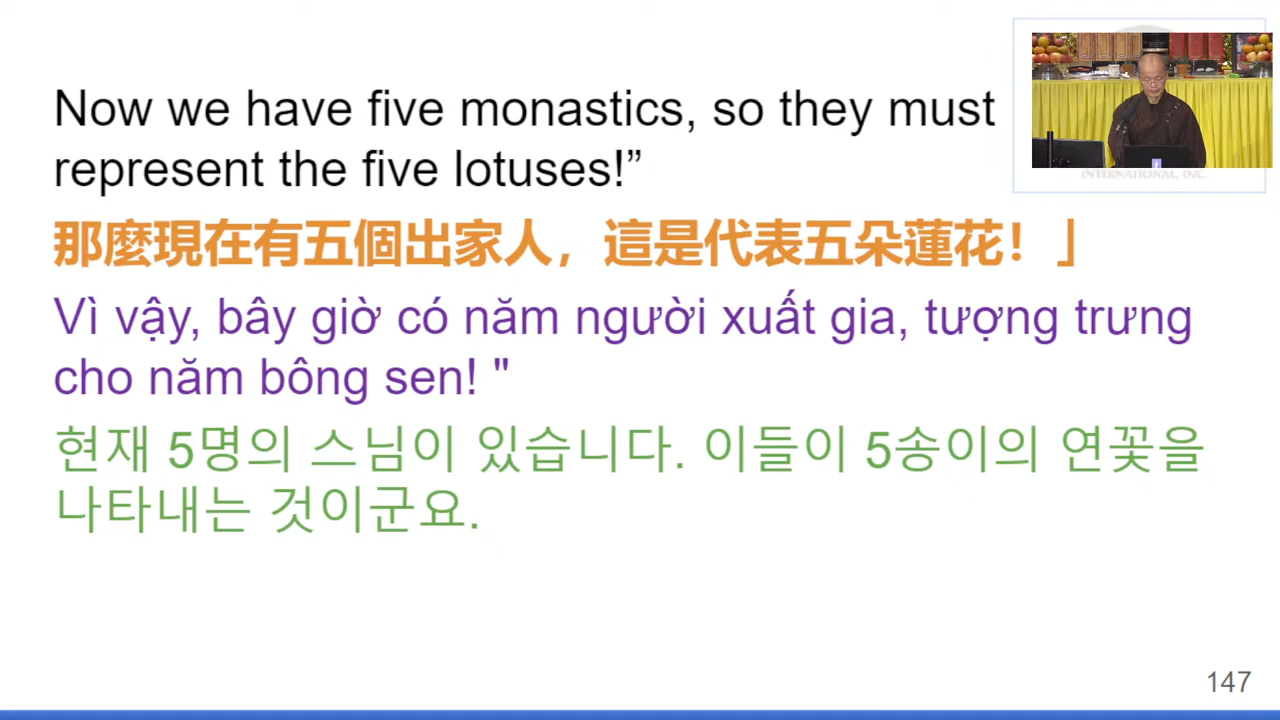 Now we have five monastics, so they must
represent the five lotuses!”
那麼現在有五個出家人，這是代表五朵蓮花！」
Vì vậy, bây giờ có năm người xuất gia, tượng trưng
cho năm bông sen! "
현재 5명의 스님이 있습니다. 이들이 5송이의 연꽃을
나타내는 것이군요.
INTERNATIONAL, INC.
147